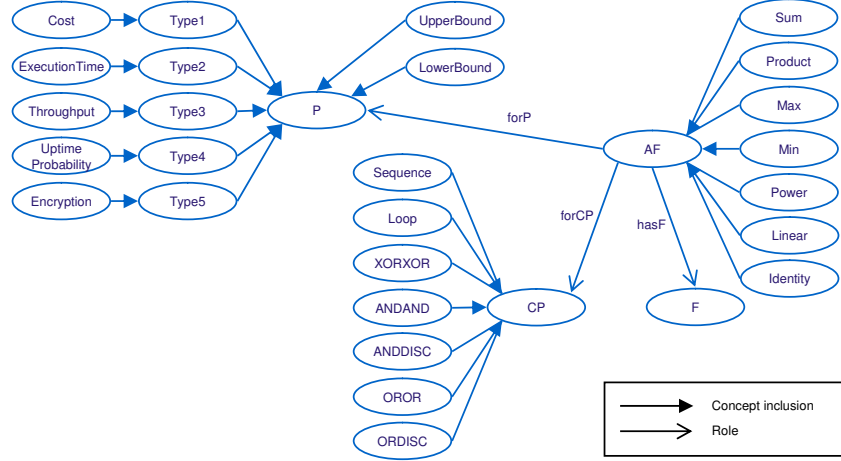 Cost
Type1
UpperBound
Sum
ExecutionTime
Type2
LowerBound
Product
Throughput
Type3
P
forP
Max
Uptime
Probability
Type4
AF
Min
Sequence
Power
Encryption
Type5
Loop
forCP
hasF
Linear
XORXOR
Identity
ANDAND
CP
F
ANDDISC
OROR
ORDISC
Concept inclusion
Role